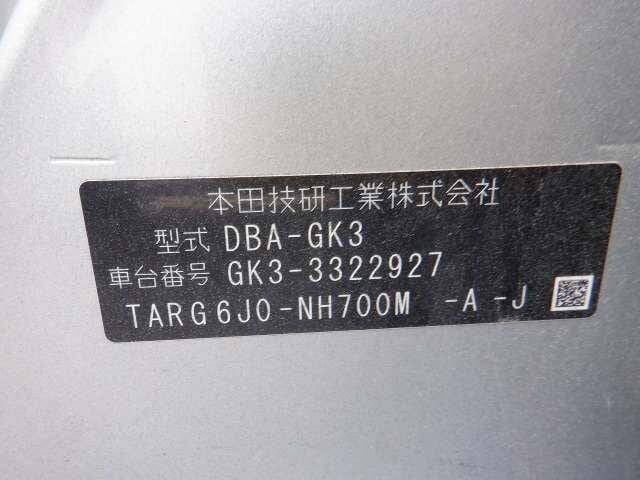 本田技研工業株式会社
型式 DBA-GK3
車台番号 GK3-3322927
TARG6J0-NH700M -A-J